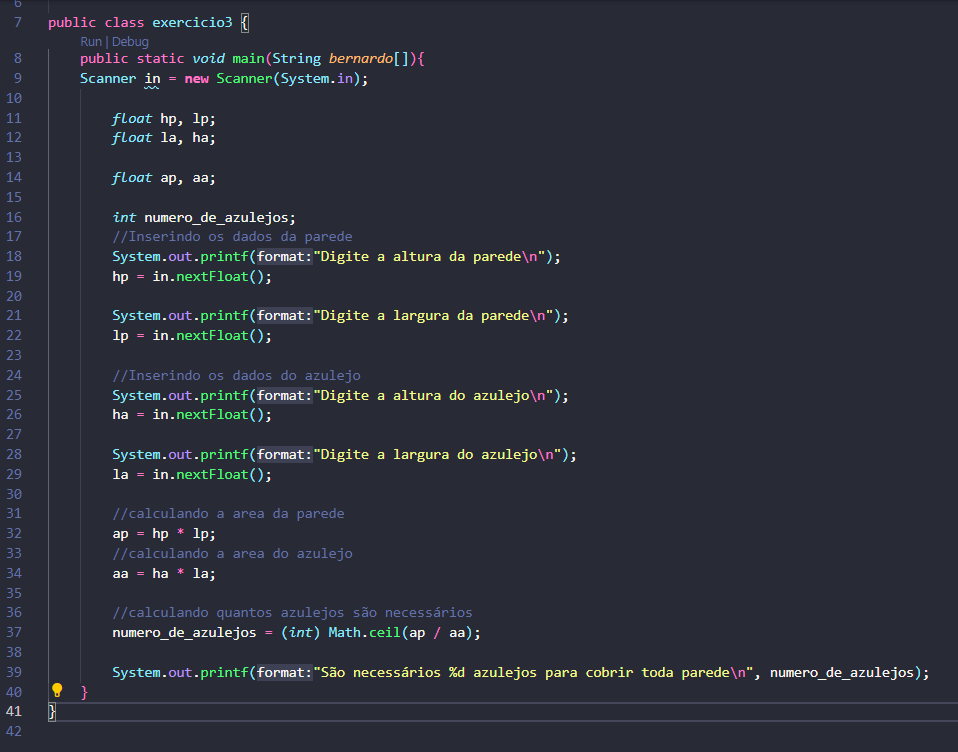 6
7 public class exercicio3 {
Run | Debug
8 public static void main(String bernardo[]){
9 Scanner in = new Scanner(System.in);
10
11 float hp, lp;
12 float la, ha;
13
14 float ap, aa;
15
16 int numero_de_azulejos;
17 //Inserindo os dados da parede
18 System.out.printf(format:"Digite a altura da parede\n");
19 hp = in.nextFloat();
20
21 System.out.printf(format:"Digite a largura da parede\n");
22 lp = in.nextFloat();
23
24 //Inserindo os dados do azulejo
25 System.out.printf(format:"Digite a altura do azulejo\n");
26 ha = in.nextFloat();
27
28 System.out.printf(format:"Digite a largura do azulejo\n");
29 la = in.nextFloat();
30
31 //calculando a area da parede
32 ap = hp * lp;
33 //calculando a area do azulejo
34 aa = ha * la;
35
36 //calculando quantos azulejos são necessários
37 numero_de_azulejos = (int) Math.ceil(ap / aa);
38
39 System.out.printf(format:"São necessários %d azulejos para cobrir toda parede\n", numero_de_azulejos);
40 }
41 }
42